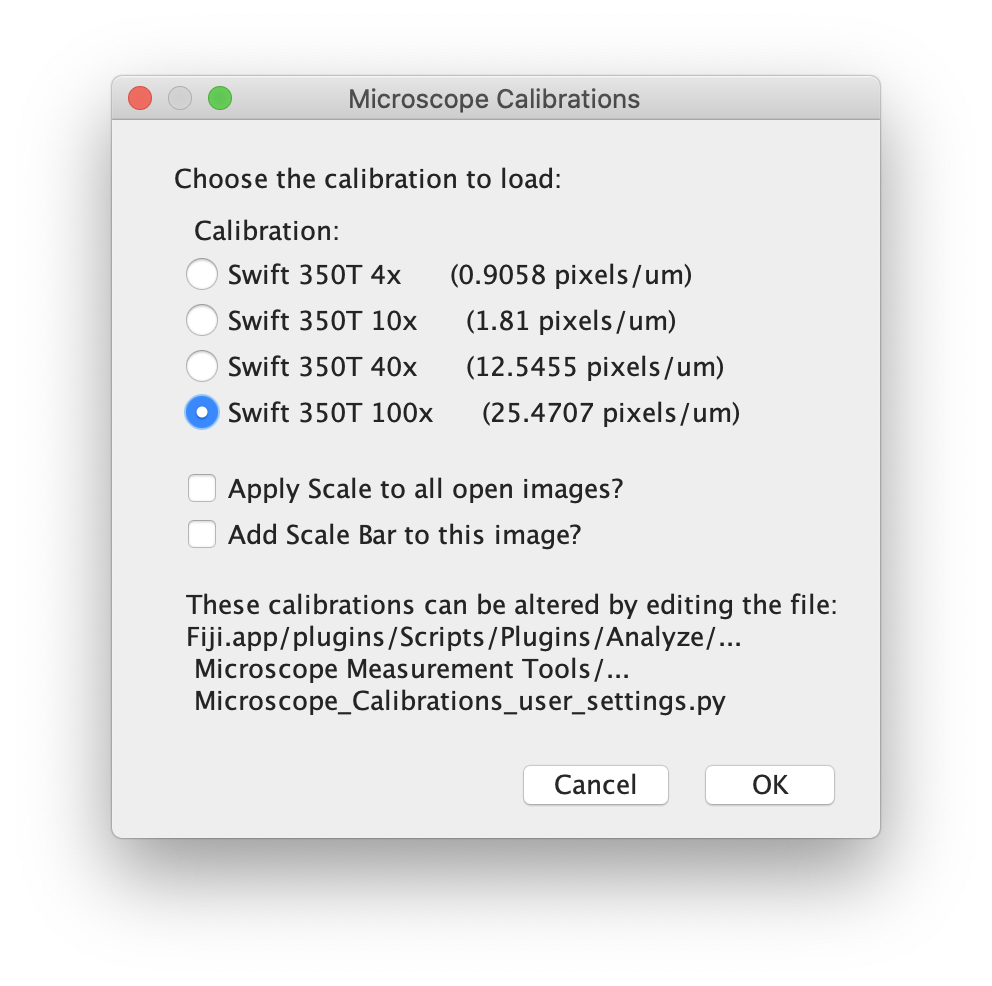 Microscope Calibrations
Choose the calibration to load:
Calibration:
Swift 350T 4x (0.9058 pixels/um)
Swift 350T 10x (1.81 pixels/um)
Swift 350T 40x (12.5455 pixels/um)
Swift 350T 100x (25.4707 pixels/um)
Apply Scale to all open images?
Add Scale Bar to this image?
These calibrations can be altered by editing the file:
Fiji.app/plugins/Scripts/Plugins/Analyze/...
Microscope Measurement Tools/...
Microscope_Calibrations_user_settings.py
Cancel OK